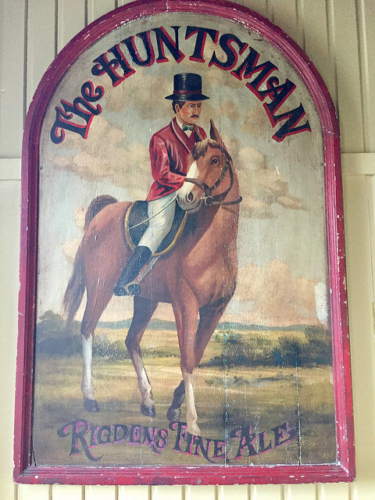 The HUNTSMAN
RIGDENS FINE ALE